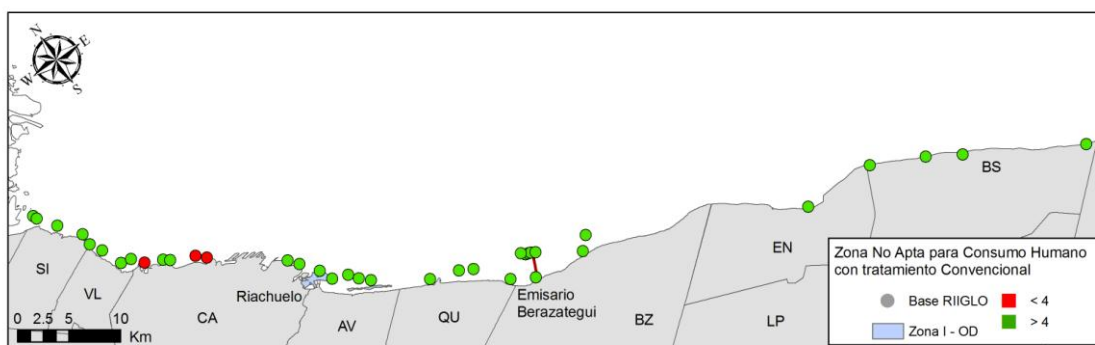 N
E
W
S
SI
VL
CA
Riachuelo
AV
QU
Emisario
Berazategui
BZ
LP
EN
BS
0 2.5 5 10
Km
Zona No Apta para Consumo Humano
con tratamiento Convencional
Base RIIGLO
Zona I - OD
< 4
> 4